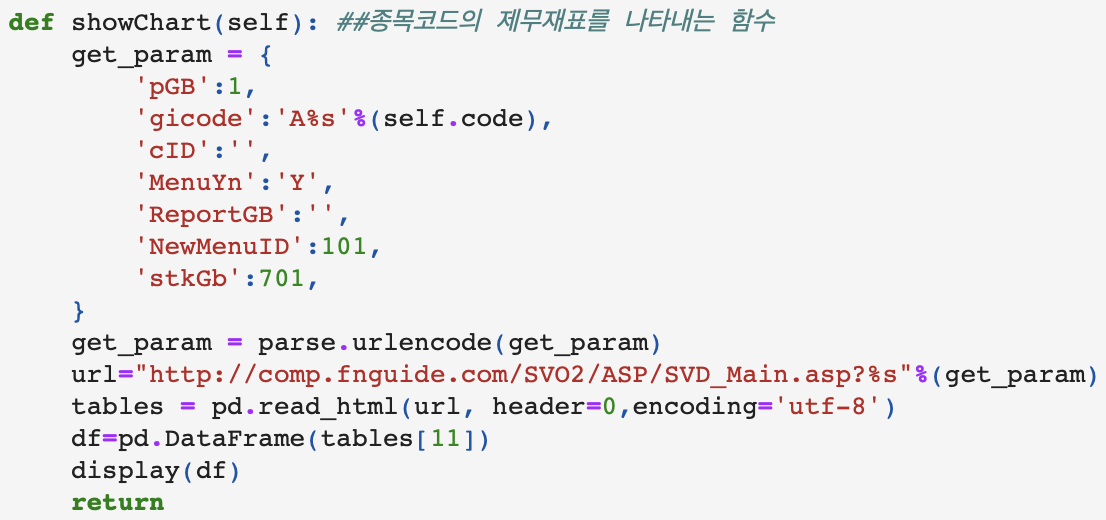 def showChart(self): ##종목코드의 제무재표를 나타내는 함수
    get_param = {
        'pGB':1,
        'gicode':'A%s'%(self.code),
        'cID':'',
        'MenuYn':'Y',
        'ReportGB':'',
        'NewMenuID':101,
        'stkGb':701,
    }
    get_param = parse.urlencode(get_param)
    url="http://comp.fnguide.com/SVO2/ASP/SVD_Main.asp?%s"%(get_param)
    tables = pd.read_html(url, header=0,encoding='utf-8')
    df=pd.DataFrame(tables[11])
    display(df)
    return